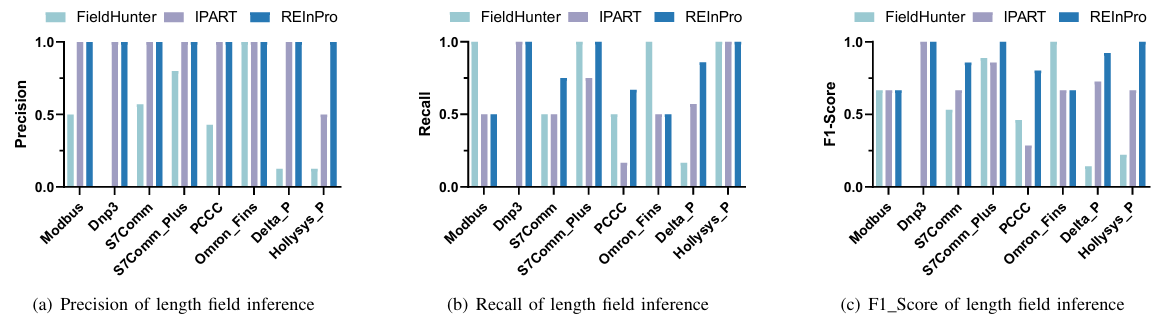 FieldHunter IPART REInPro
Precision
1.0
0.5
0.0
Modbus
Dnp3
S7Comm
S7Comm_Plus
PCCC
Omron_Fins
Delta_P
Hollysys_P
(a) Precision of length field inference
FieldHunter IPART REInPro
Recall
1.0
0.5
0.0
Modbus
Dnp3
S7Comm
S7Comm_Plus
PCCC
Omron_Fins
Delta_P
Hollysys_P
(b) Recall of length field inference
FieldHunter IPART REInPro
F1-Score
1.0
0.5
0.0
Modbus
Dnp3
S7Comm
S7Comm_Plus
PCCC
Omron_Fins
Delta_P
Hollysys_P
(c) F1_Score of length field inference